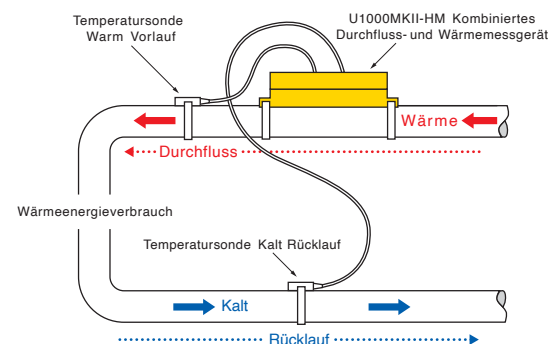 Temperatursonde
Warm Vorlauf
U1000MKII-HM Kombiniertes
Durchfluss- und Wärmemessgerät
Wärme
Durchfluss
Wärmeenergieverbrauch
Temperatursonde Kalt Rücklauf
Kalt
Rücklauf